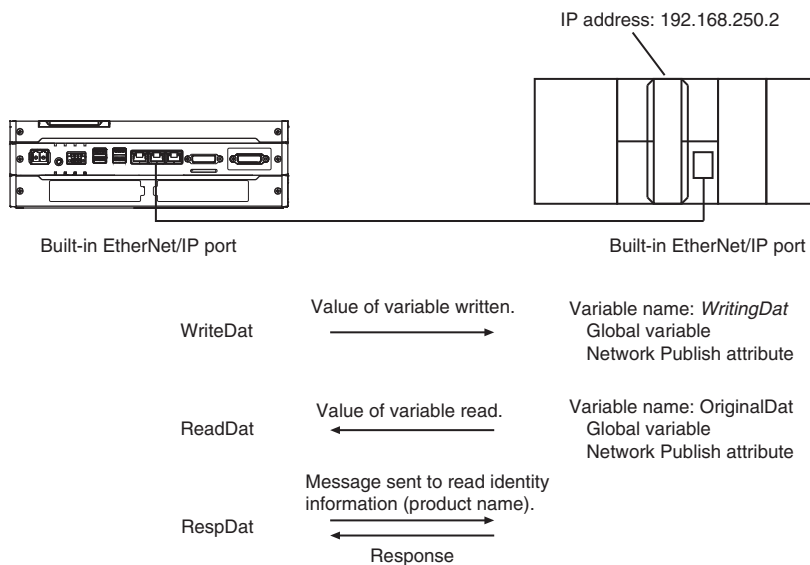 IP address: 192.168.250.2
Built-in EtherNet/IP port
Built-in EtherNet/IP port
WriteDat
Value of variable written.
Variable name: WritingDat
Global variable
Network Publish attribute
ReadDat
Value of variable read.
Variable name: OriginalDat
Global variable
Network Publish attribute
RespDat
Message sent to read identity
information (product name).
Response